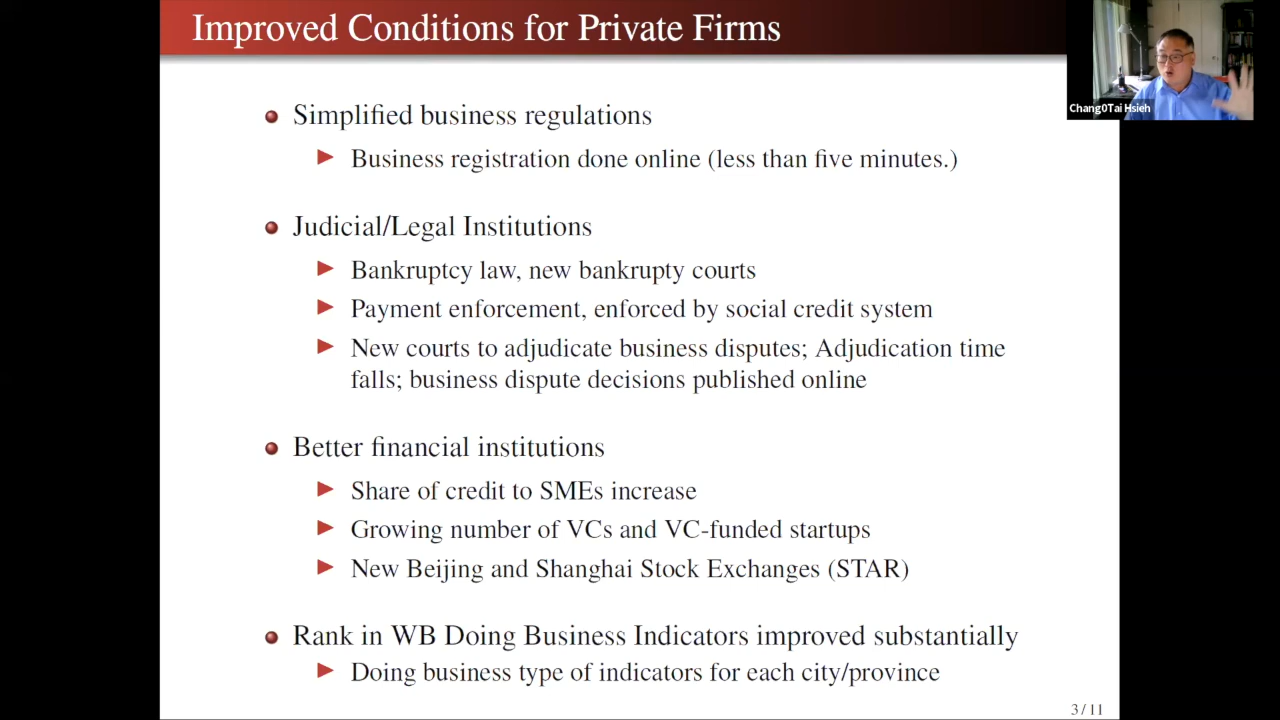 Improved Conditions for Private Firms
Chang0Tai Hsieh
Simplified business regulations
Business registration done online (less than five minutes.)
Judicial/Legal Institutions
Bankruptcy law, new bankrupty courts
Payment enforcement, enforced by social credit system
New courts to adjudicate business disputes; Adjudication time
falls; business dispute decisions published online
Better financial institutions
Share of credit to SMEs increase
Growing number of VCs and VC-funded startups
New Beijing and Shanghai Stock Exchanges (STAR)
Rank in WB Doing Business Indicators improved substantially
Doing business type of indicators for each city/province
3 / 11